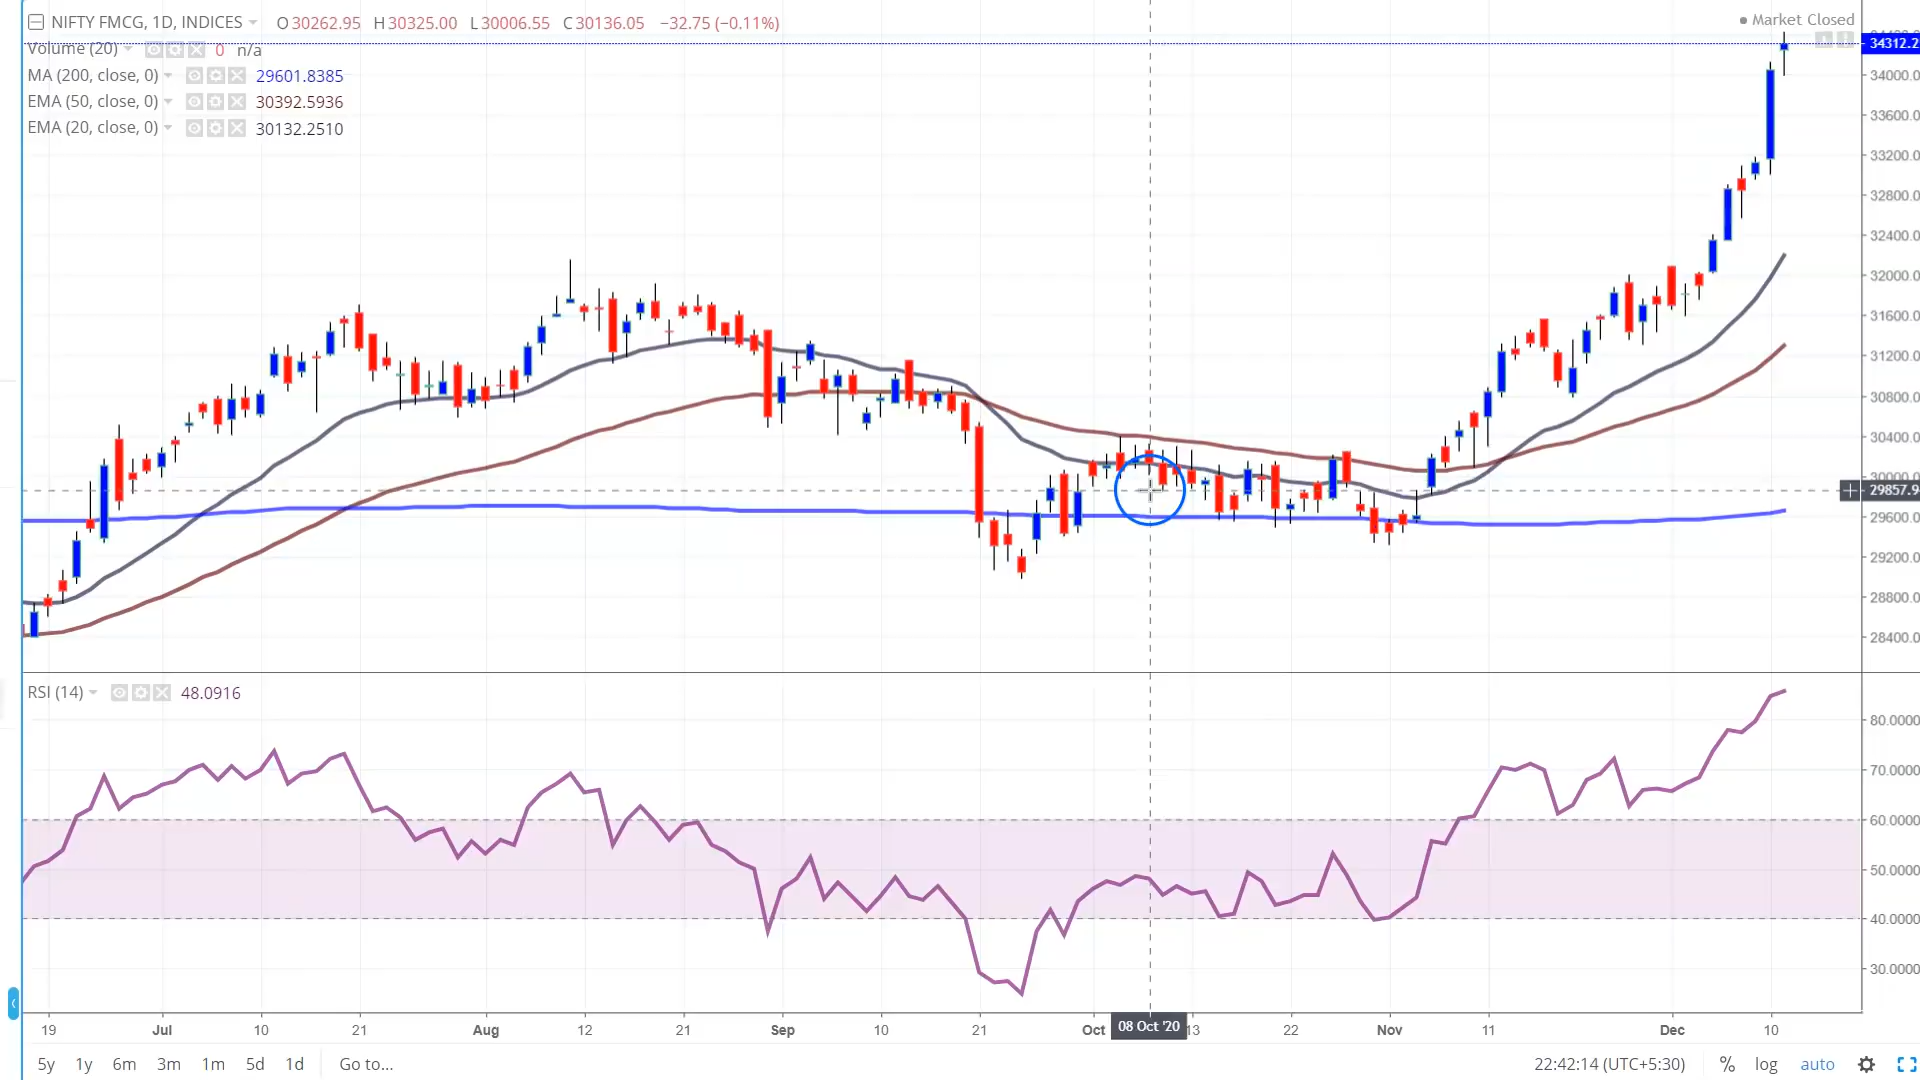 NIFTY FMCG, 1D, INDICES O30262.95 H30325.00 L30006.55 C30136.05 −32.75 (−0.11%)
Market Closed
Volume (20) 0 n/a
MA (200, close, 0) 29601.8385
EMA (50, close, 0) 30392.5936
EMA (20, close, 0) 30132.2510
34312.2
34000.0
33600.0
33200.0
32800.0
32400.0
32000.0
31600.0
31200.0
30800.0
30400.0
29857.9
29600.0
29200.0
28800.0
28400.0
RSI (14) 48.0916
80.0000
70.0000
60.0000
50.0000
40.0000
30.0000
19 Jul 10 21 Aug 12 21 Sep 10 21 Oct 08 Oct '20 13 22 Nov 11 Dec 10
5y 1y 6m 3m 1m 5d 1d Go to... 22:42:14 (UTC+5:30) % log auto